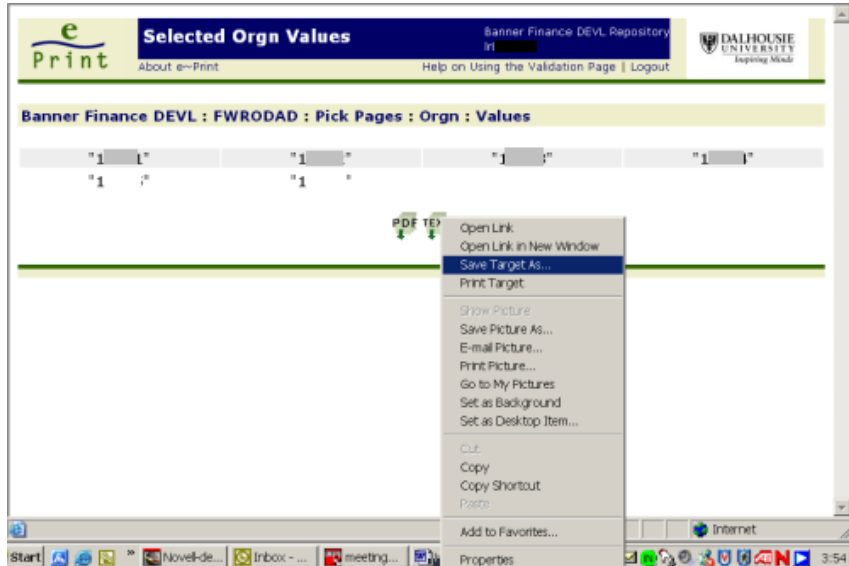 e Print
Selected Orgn Values
Banner Finance DEVL Repository
DALHOUSIE
UNIVERSITY
Inspiring Minds
About e~Print
Help on Using the Validation Page | Logout
Banner Finance DEVL : FWRODAD : Pick Pages : Orgn : Values
PDF
Open Link
Open Link in New Window
Save Target As...
Print Target
Show Picture
Save Picture As...
E-mail Picture...
Print Picture...
Go to My Pictures
Set as Background
Set as Desktop Item...
Cut
Copy
Copy Shortcut
Paste
Add to Favorites...
Properties
Internet
Start
Novell-de...
Inbox - ...
meeting...
3:54